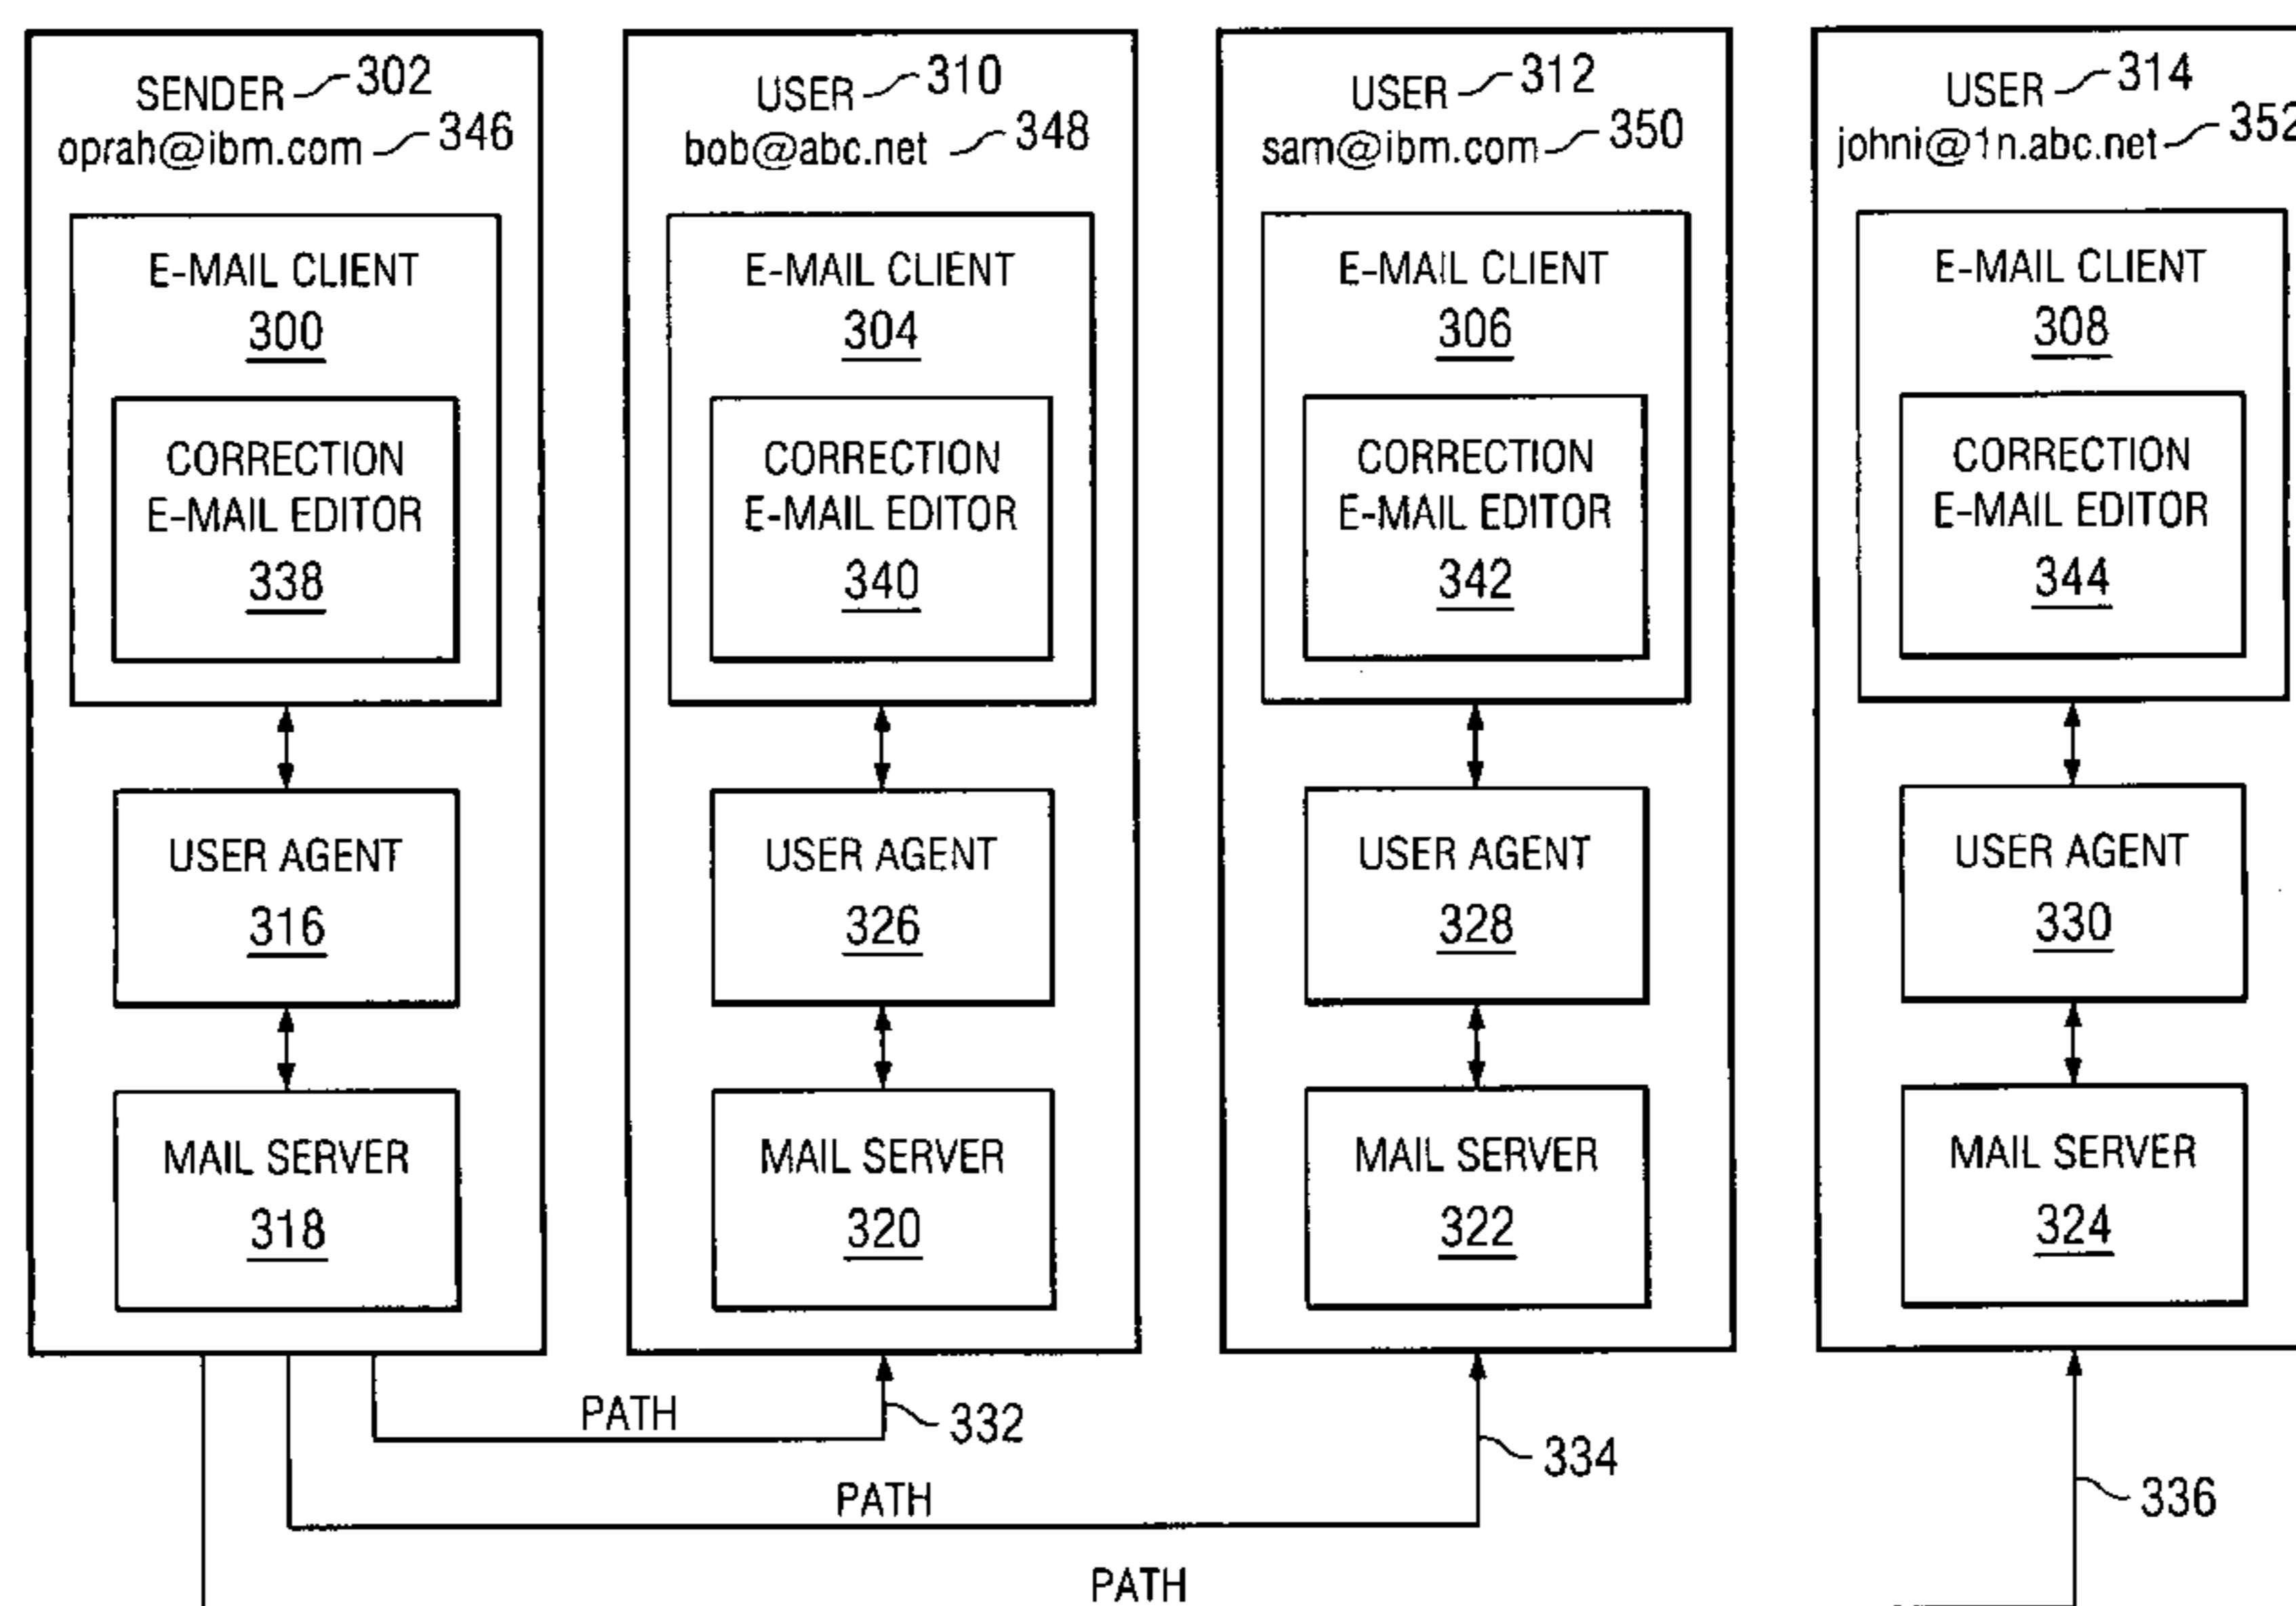 SENDER 302
oprah@ibm.com 346
E-MAIL CLIENT
300
CORRECTION
E-MAIL EDITOR
338
USER AGENT
316
MAIL SERVER
318
USER 310
bob@abc.net 348
E-MAIL CLIENT
304
CORRECTION
E-MAIL EDITOR
340
USER AGENT
326
MAIL SERVER
320
USER 312
sam@ibm.com 350
E-MAIL CLIENT
306
CORRECTION
E-MAIL EDITOR
342
USER AGENT
328
MAIL SERVER
322
USER 314
johni@1n.abc.net 352
E-MAIL CLIENT
308
CORRECTION
E-MAIL EDITOR
344
USER AGENT
330
MAIL SERVER
324
PATH 332
PATH 334
PATH 336